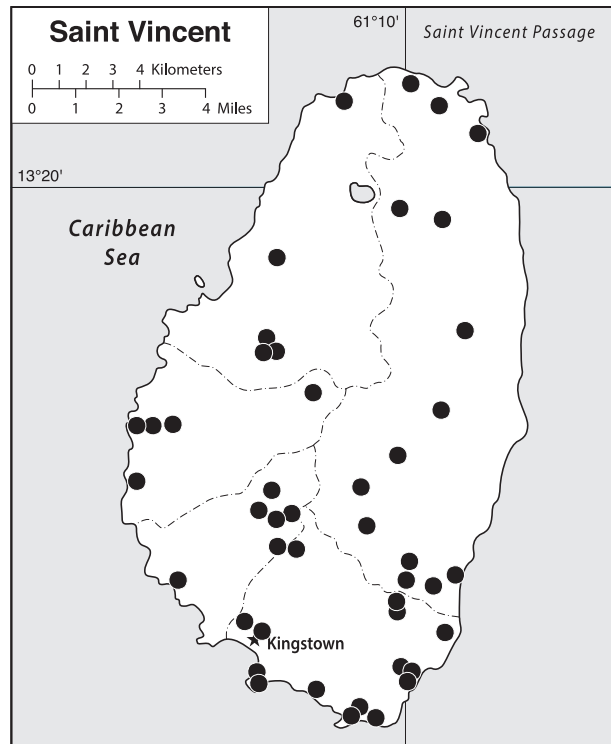 Saint Vincent
0 1 2 3 4 Kilometers
0 1 2 3 4 Miles
61°10'
Saint Vincent Passage
13°20'
Caribbean
Sea
Kingstown